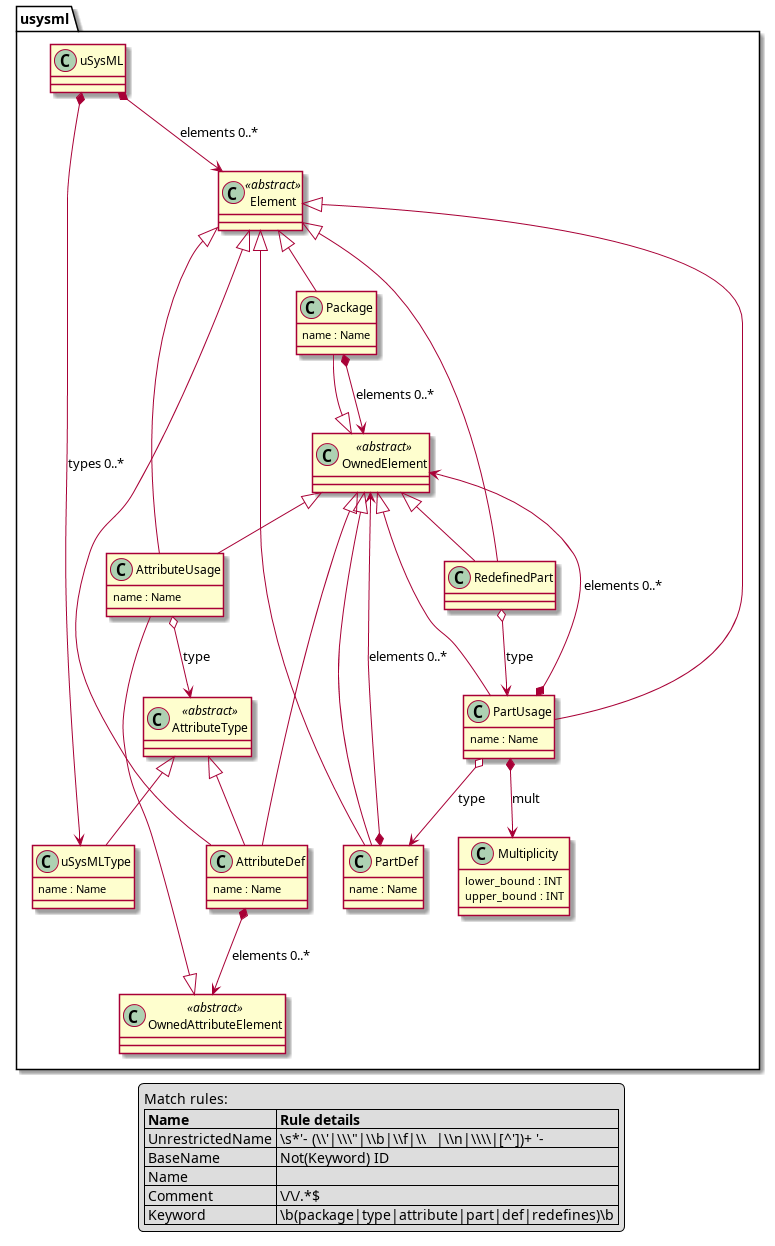 usysml
C uSysML
elements 0..*
C «abstract»
Element
C Package
name : Name
elements 0..*
types 0..*
C «abstract»
OwnedElement
C AttributeUsage
name : Name
C RedefinedPart
elements 0..*
type
elements 0..*
type
C «abstract»
AttributeType
C PartUsage
name : Name
type
mult
C uSysMLType
name : Name
C AttributeDef
name : Name
C PartDef
name : Name
C Multiplicity
lower_bound : INT
upper_bound : INT
elements 0..*
C «abstract»
OwnedAttributeElement
Match rules:
Name Rule details
UnrestrictedName \s*'- (\\'|\\\"|\\b|\\f|\\ |\\n|\\\\|[^'])+ '-
BaseName Not(Keyword) ID
Name
Comment \/\/.*$
Keyword \b(package|type|attribute|part|def|redefines)\b